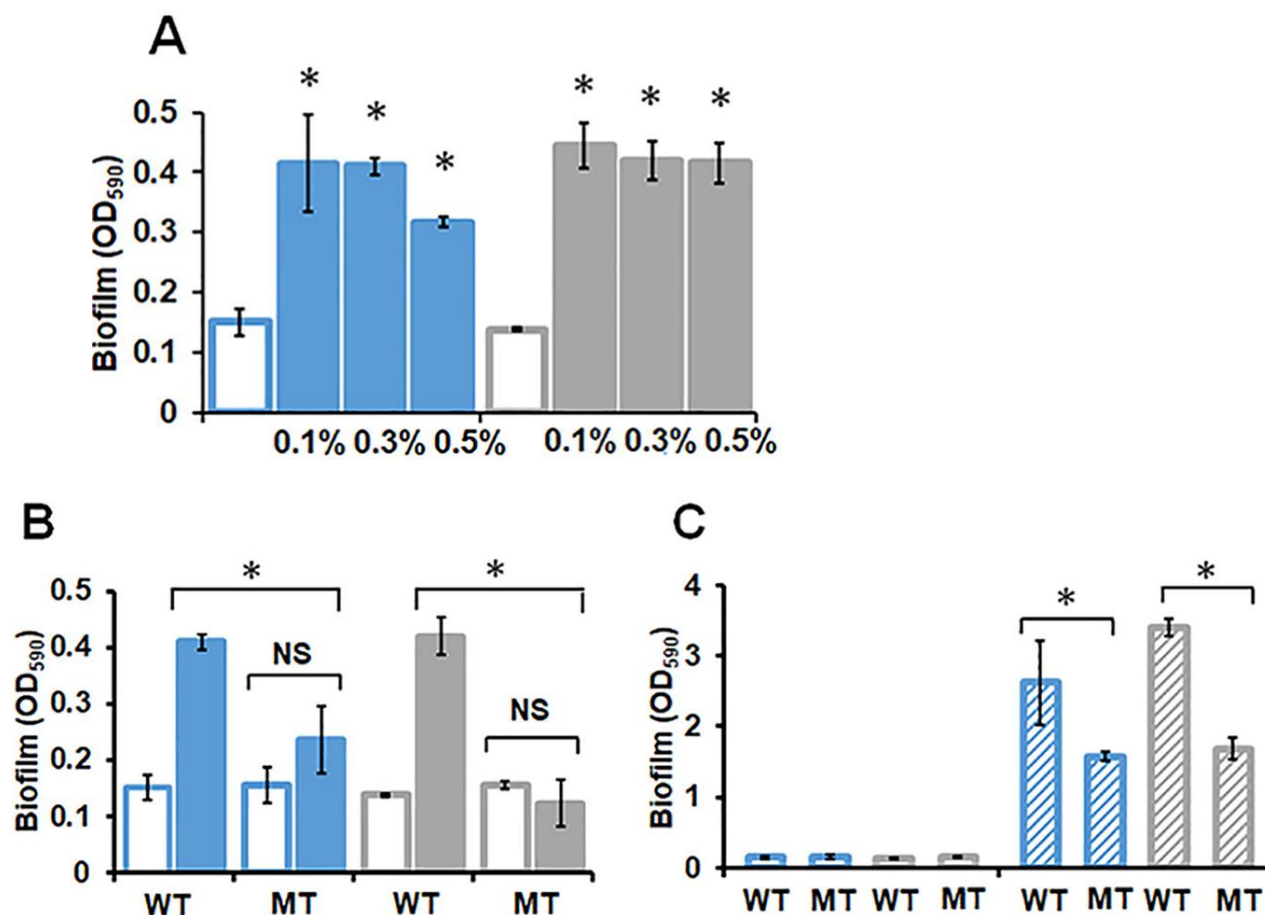 A
* * * * * *
Biofilm (OD590)
0.5
0.4
0.3
0.2
0.1
0
0.1% 0.3% 0.5% 0.1% 0.3% 0.5%
B
Biofilm (OD590)
0.5
0.4
0.3
0.2
0.1
0
* *
NS NS
WT MT WT MT
C
Biofilm (OD590)
4
3
2
1
0
* *
WT MT WT MT WT MT WT MT